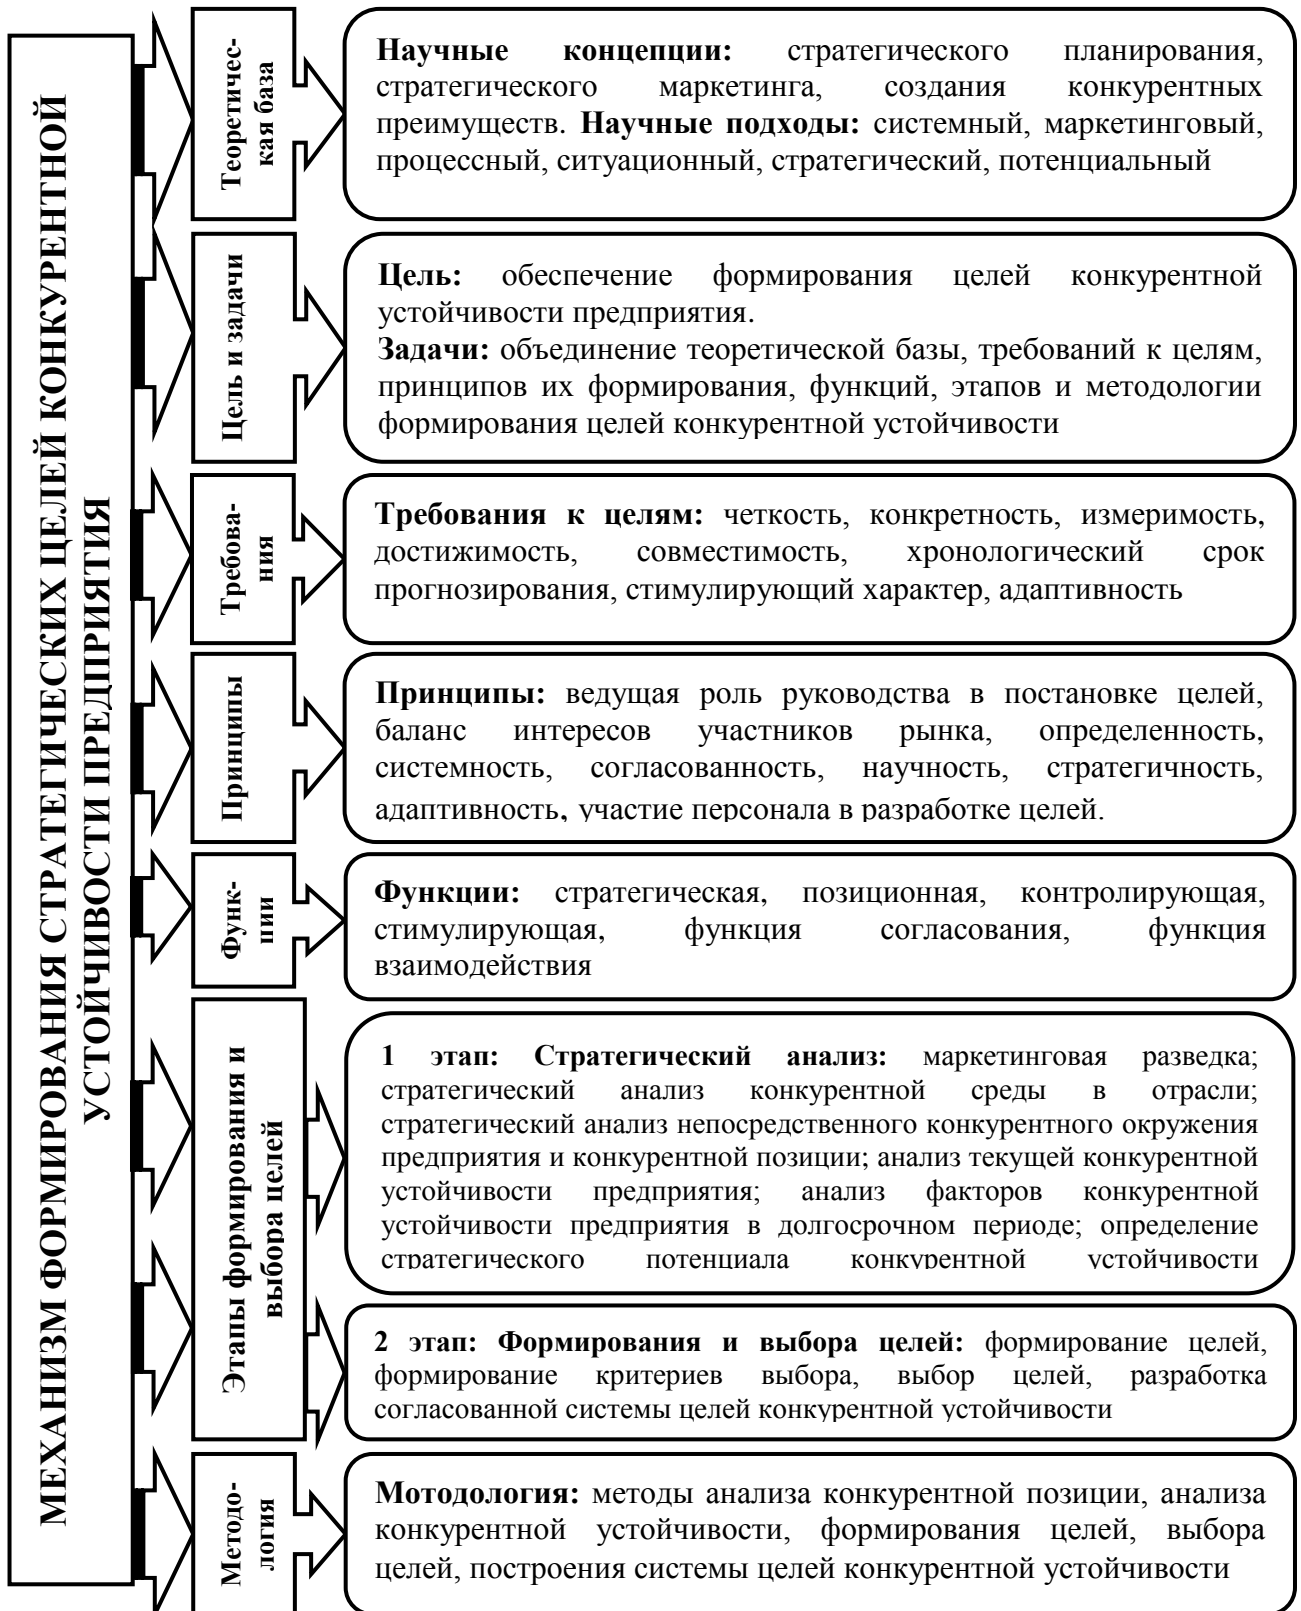 МЕХАНИЗМ ФОРМИРОВАНИЯ СТРАТЕГИЧЕСКИХ ЦЕЛЕЙ КОНКУРЕНТНОЙ
УСТОЙЧИВОСТИ ПРЕДПРИЯТИЯ
Теоретичес-
кая база
Научные концепции: стратегического планирования,
стратегического маркетинга, создания конкурентных
преимуществ. Научные подходы: системный, маркетинговый,
процессный, ситуационный, стратегический, потенциальный
Цель и задачи
Цель: обеспечение формирования целей конкурентной
устойчивости предприятия.
Задачи: объединение теоретической базы, требований к целям,
принципов их формирования, функций, этапов и методологии
формирования целей конкурентной устойчивости
Требова-
ния
Требования к целям: четкость, конкретность, измеримость,
достижимость, совместимость, хронологический срок
прогнозирования, стимулирующий характер, адаптивность
Принципы
Принципы: ведущая роль руководства в постановке целей,
баланс интересов участников рынка, определенность,
системность, согласованность, научность, стратегичность,
адаптивность, участие персонала в разработке целей.
Функ-
ции
Функции: стратегическая, позиционная, контролирующая,
стимулирующая, функция согласования, функция
взаимодействия
Этапы формирования и
выбора целей
1 этап: Стратегический анализ: маркетинговая разведка;
стратегический анализ конкурентной среды в отрасли;
стратегический анализ непосредственного конкурентного окружения
предприятия и конкурентной позиции; анализ текущей конкурентной
устойчивости предприятия; анализ факторов конкурентной
устойчивости предприятия в долгосрочном периоде; определение
стратегического потенциала конкурентной устойчивости
2 этап: Формирования и выбора целей: формирование целей,
формирование критериев выбора, выбор целей, разработка
согласованной системы целей конкурентной устойчивости
Методо-
логия
Мотодология: методы анализа конкурентной позиции, анализа
конкурентной устойчивости, формирования целей, выбора
целей, построения системы целей конкурентной устойчивости